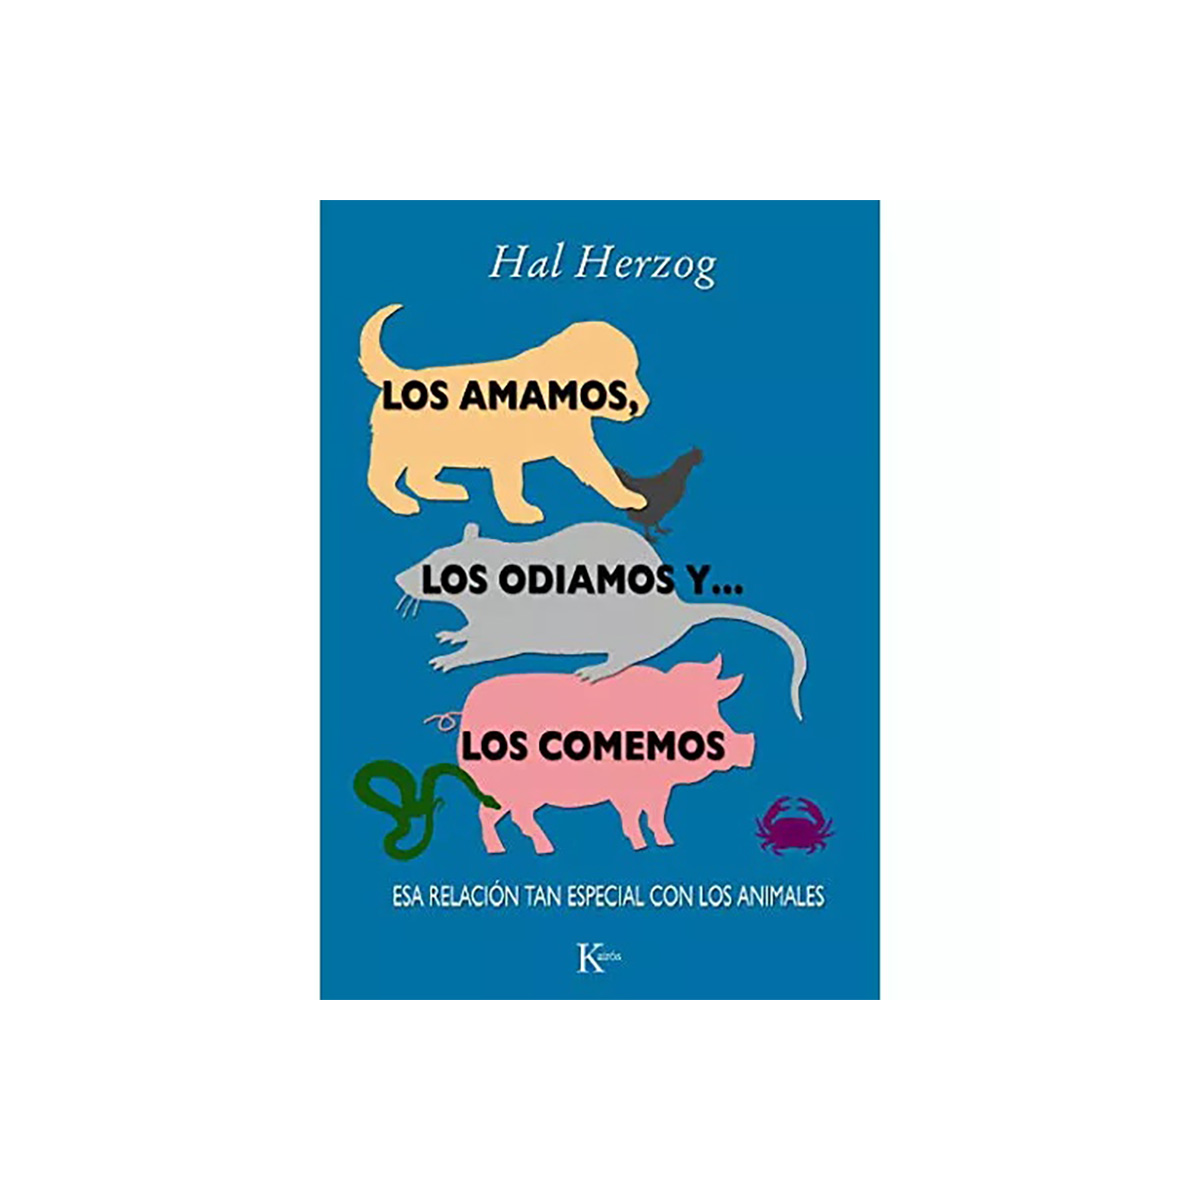 Hal Herzog
LOS AMAMOS,
LOS ODIAMOS Y...
LOS COMEMOS
ESA RELACIÓN TAN ESPECIAL CON LOS ANIMALES
Kairós